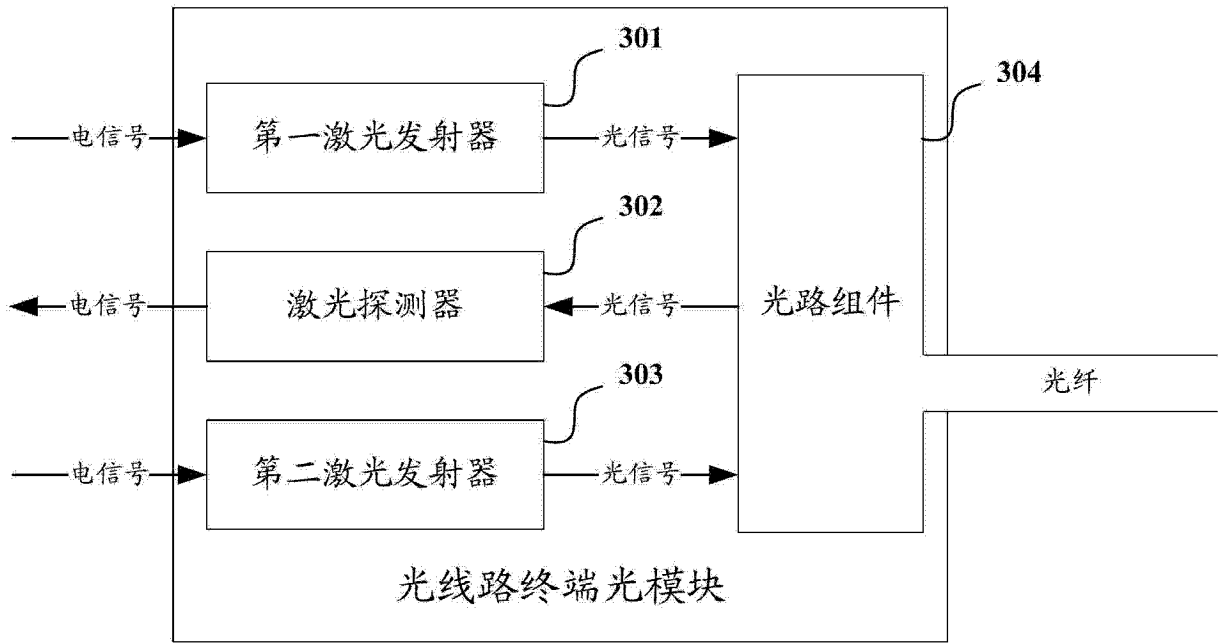 301
304
电信号
第一激光发射器
光信号
302
电信号
激光探测器
光信号
光路组件
303
光纤
电信号
第二激光发射器
光信号
光线路终端光模块